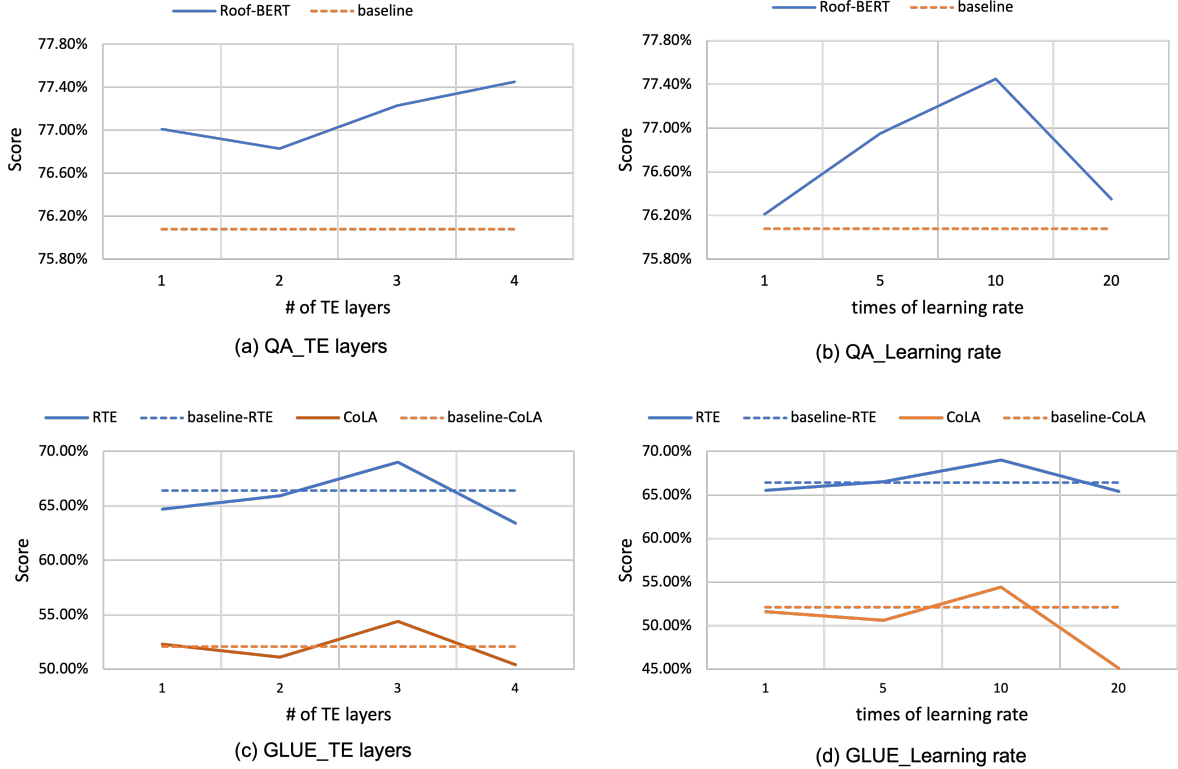 Roof-BERT baseline
77.80%
77.40%
77.00%
76.60%
76.20%
75.80%
Score
1 2 3 4
# of TE layers
(a) QA_TE layers
Roof-BERT baseline
77.80%
77.40%
77.00%
76.60%
76.20%
75.80%
Score
1 5 10 20
times of learning rate
(b) QA_Learning rate
RTE baseline-RTE CoLA baseline-CoLA
70.00%
65.00%
60.00%
55.00%
50.00%
Score
1 2 3 4
# of TE layers
(c) GLUE_TE layers
RTE baseline-RTE CoLA baseline-CoLA
70.00%
65.00%
60.00%
55.00%
50.00%
45.00%
Score
1 5 10 20
times of learning rate
(d) GLUE_Learning rate